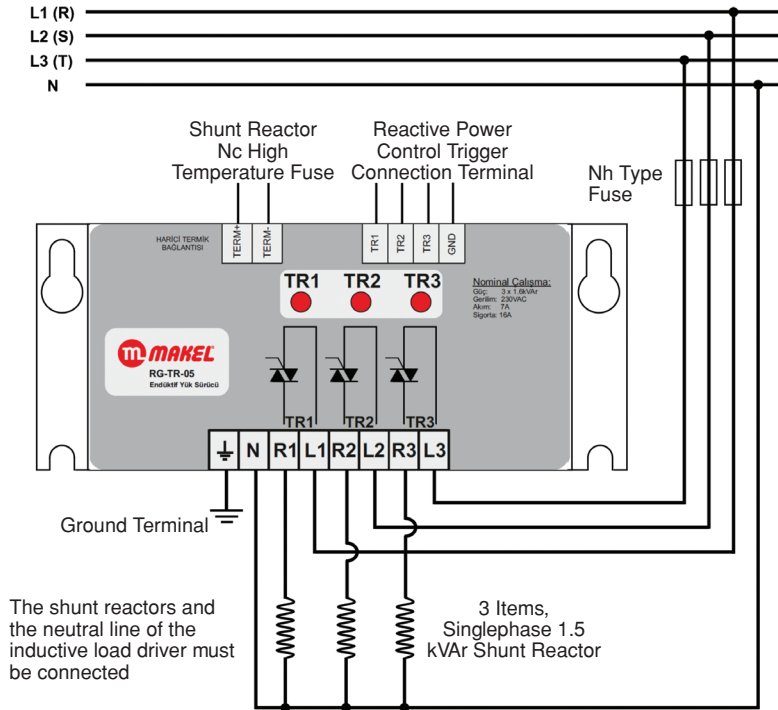 L1 (R)
L2 (S)
L3 (T)
N
Shunt Reactor
Nc High
Temperature Fuse
Reactive Power
Control Trigger
Connection Terminal
Nh Type
Fuse
HARİCİ TERMİK
BAĞLANTISI
TERM+
TERM-
TR1
TR2
TR3
GND
TR1 TR2 TR3
Nominal Çalışma:
Güç: 3 x 1.6kVAr
Gerilim: 230VAC
Akım: 7A
Sigorta: 16A
m MAKEL
RG-TR-05
Endüktif Yük Sürücü
TR1 TR2 TR3
N R1 L1 R2 L2 R3 L3
Ground Terminal
The shunt reactors and
the neutral line of the
inductive load driver must
be connected
3 Items,
Singlephase 1.5
kVAr Shunt Reactor